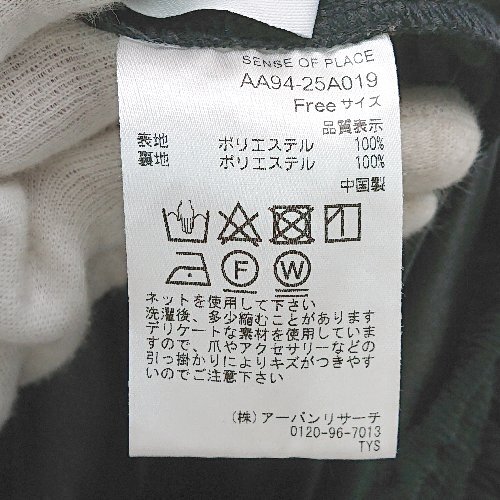 SENSE OF PLACE
AA94-25A019
Free サイズ
品質表示
表地 ポリエステル 100%
裏地 ポリエステル 100%
中国製
F W
ネットを使用して下さい
洗濯後、多少縮むことがあります
デリケートな素材を使用していま
すので、爪やアクセサリーなどの
引っ掛かりによりキズがつきやす
いのでご注意下さい
(株)アーバンリサーチ
0120-96-7013
TYS